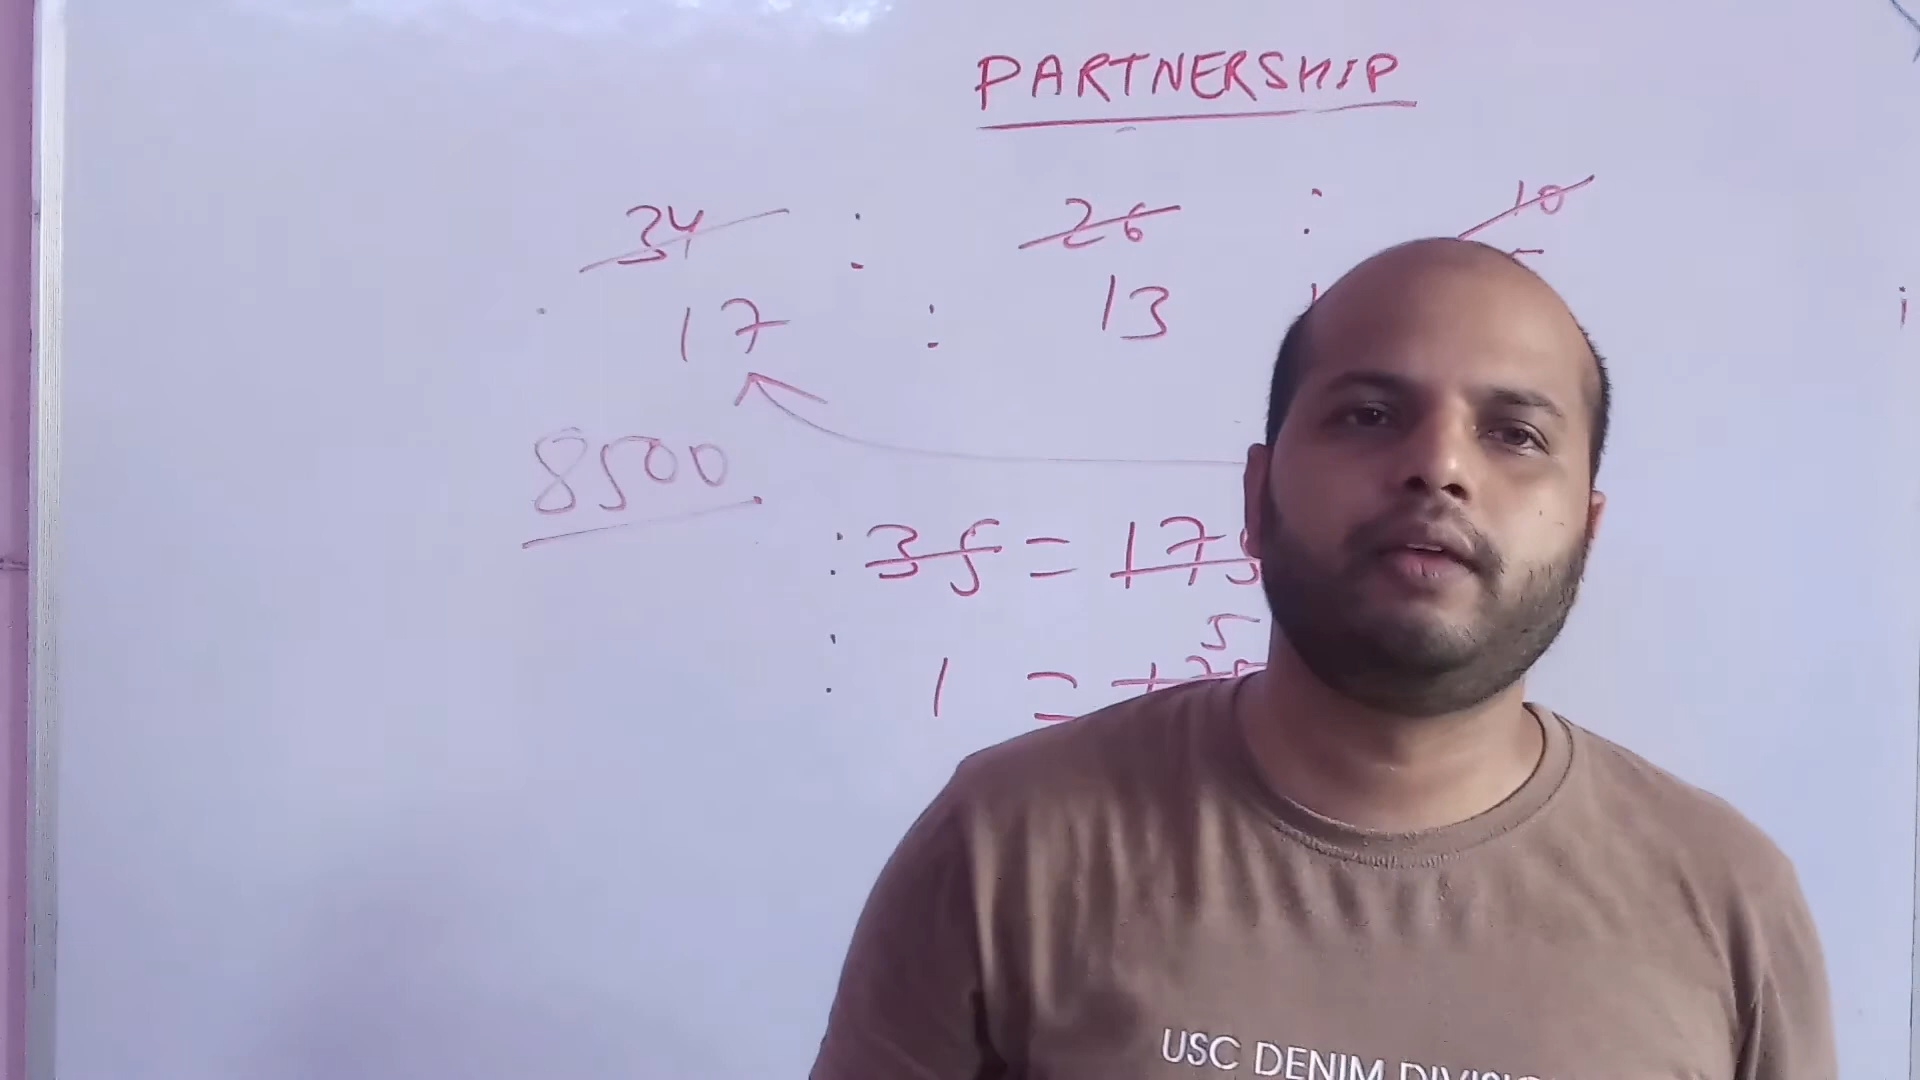 PARTNERSHIP
34 : 26 : 10
17 : 13
8500
: 35 = 175
5
: 1 =
USC DENIM